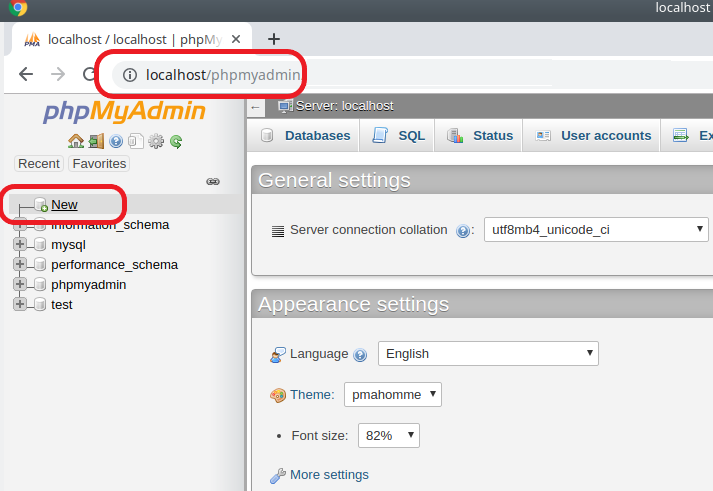 localhost
localhost / localhost | phpMy
localhost/phpmyadmin
phpMyAdmin
Recent Favorites
New
information_schema
mysql
performance_schema
phpmyadmin
test
← Server: localhost
Databases SQL Status User accounts Ex
General settings
Server connection collation : utf8mb4_unicode_ci
Appearance settings
Language English
Theme: pmahomme
• Font size: 82%
More settings